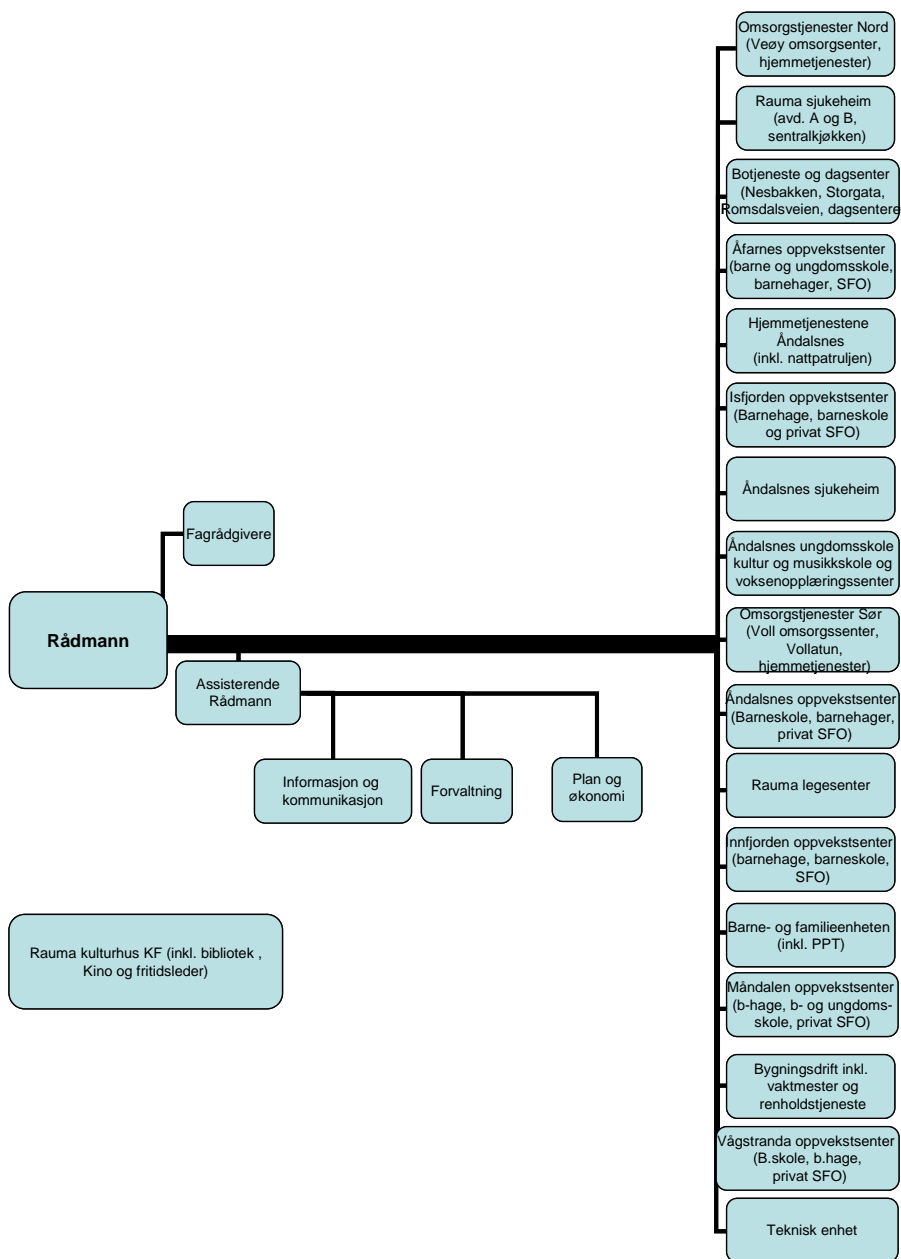 Omsorgstjenester Nord
(Veøy omsorgsenter,
hjemmetjenester)
Rauma sjukeheim
(avd. A og B,
sentralkjøkken)
Botjeneste og dagsenter
(Nesbakken, Storgata,
Romsdalsveien, dagsentere
Åfarnes oppvekstsenter
(barne og ungdomsskole,
barnehager, SFO)
Hjemmetjenestene
Åndalsnes
(inkl. nattpatruljen)
Isfjorden oppvekstsenter
(Barnehage, barneskole
og privat SFO)
Åndalsnes sjukeheim
Fagrådgivere
Åndalsnes ungdomsskole
kultur og musikkskole og
voksenopplæringssenter
Rådmann
Omsorgstjenester Sør
(Voll omsorgssenter,
Vollatun,
hjemmetjenester)
Assisterende
Rådmann
Åndalsnes oppvekstsenter
(Barneskole, barnehager,
privat SFO)
Informasjon og
kommunikasjon
Forvaltning
Plan og
økonomi
Rauma legesenter
Innfjorden oppvekstsenter
(barnehage, barneskole,
SFO)
Barne- og familieenheten
(inkl. PPT)
Rauma kulturhus KF (inkl. bibliotek ,
Kino og fritidsleder)
Måndalen oppvekstsenter
(b-hage, b- og ungdoms-
skole, privat SFO)
Bygningsdrift inkl.
vaktmester og
renholdstjeneste
Vågstranda oppvekstsenter
(B.skole, b.hage,
privat SFO)
Teknisk enhet